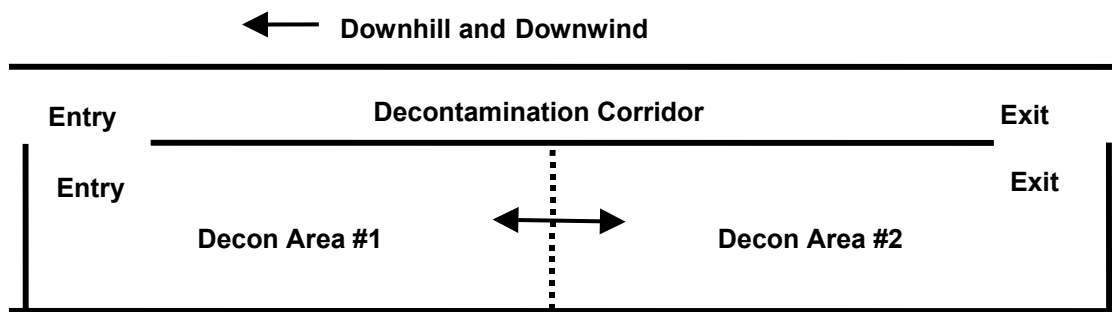 Downhill and Downwind
Entry
Decontamination Corridor
Exit
Entry
Exit
Decon Area #1
Decon Area #2